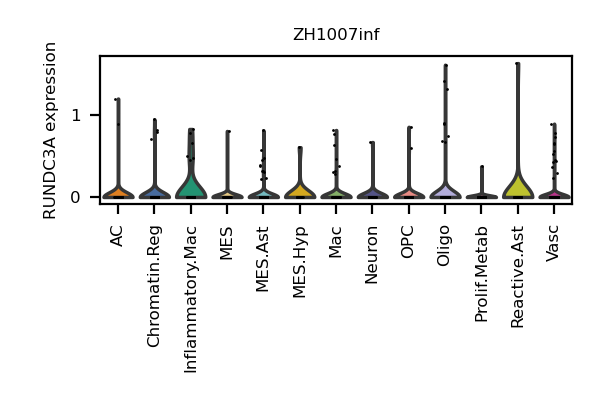 ZH1007inf
RUNDC3A expression
1
0
AC
Chromatin.Reg
Inflammatory.Mac
MES
MES.Ast
MES.Hyp
Mac
Neuron
OPC
Oligo
Prolif.Metab
Reactive.Ast
Vasc